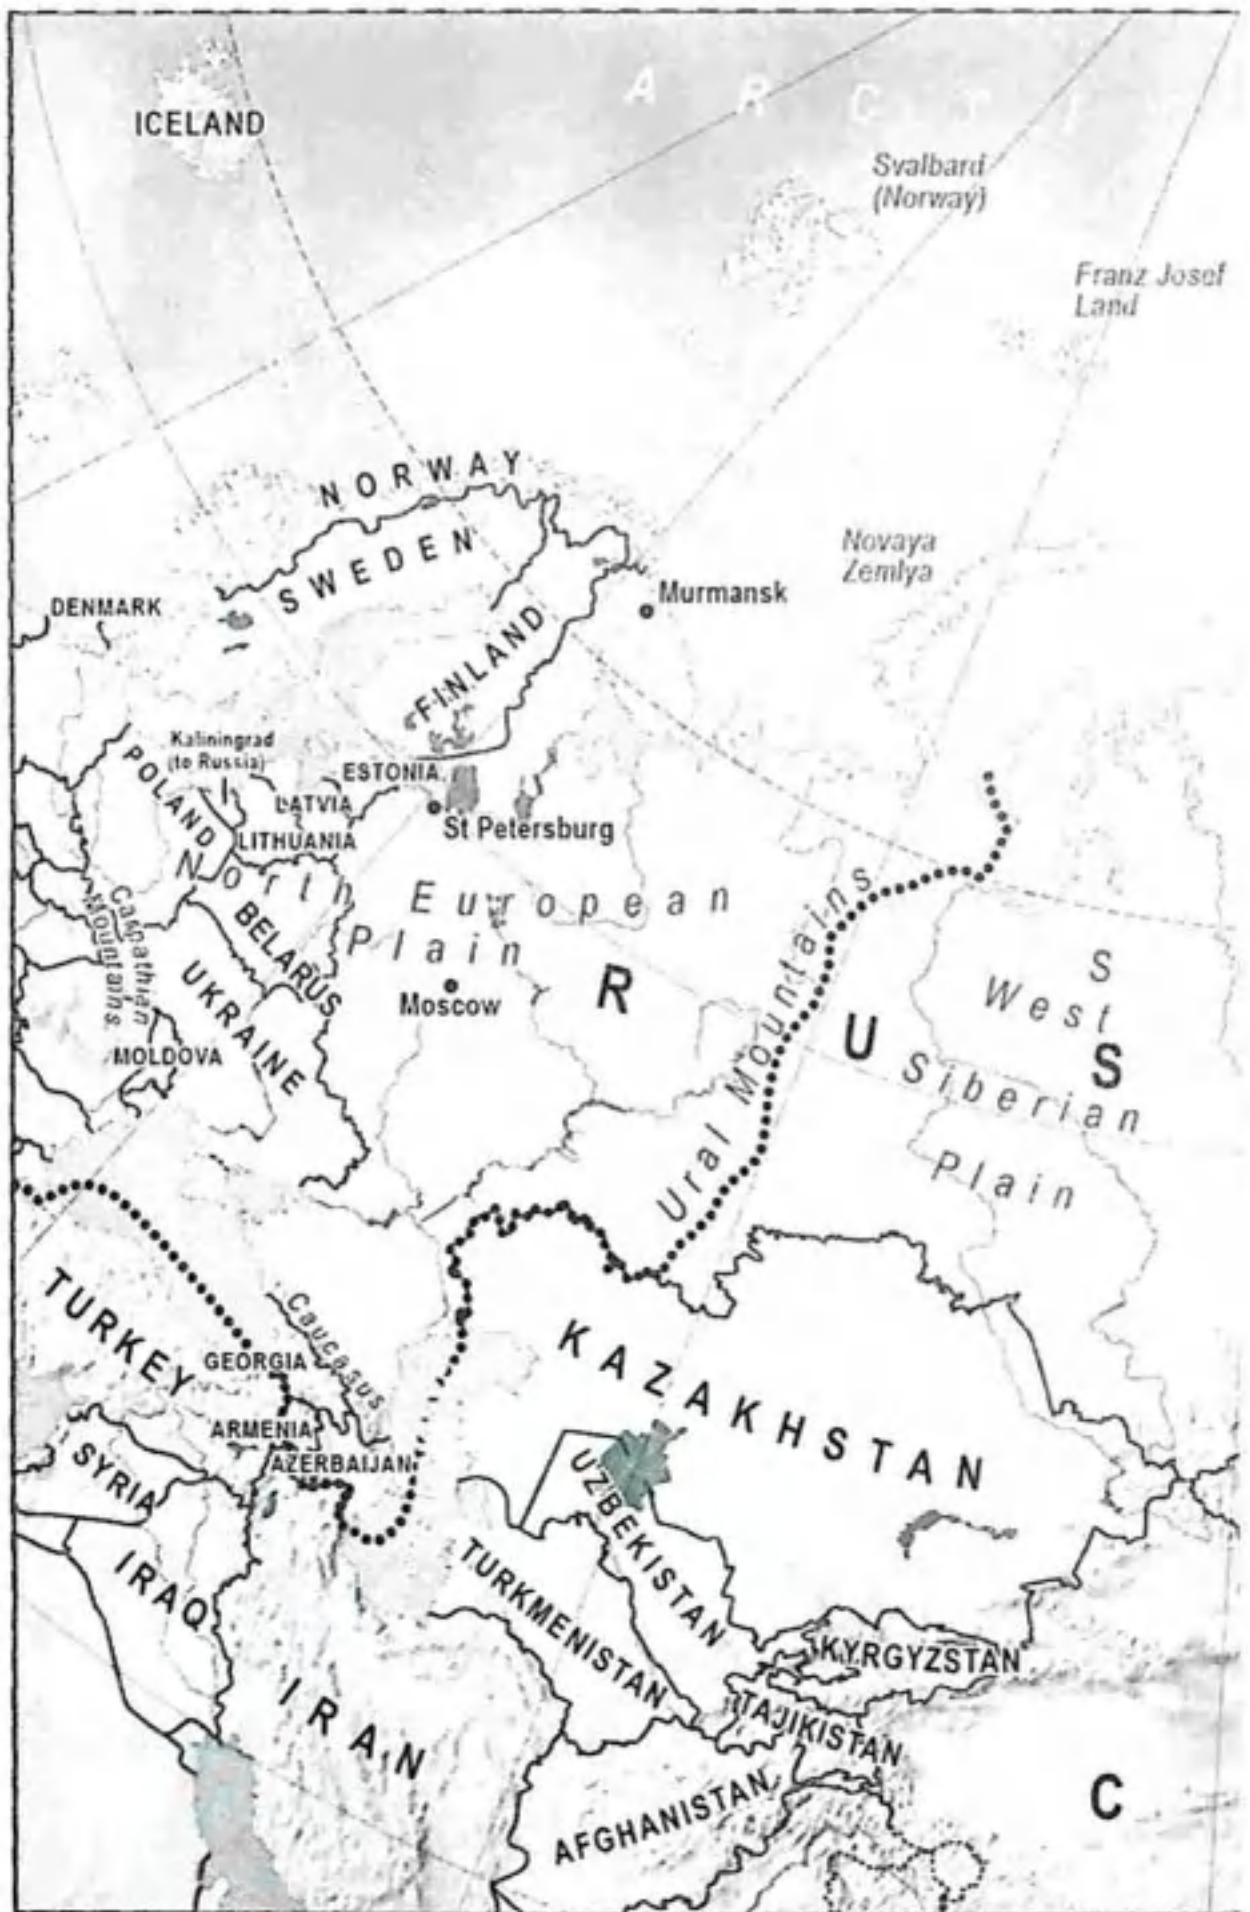 A R C T I
ICELAND
Svalbard
(Norway)
Franz Josef
Land
NORWAY
SWEDEN
Novaya
Zemlya
Murmansk
DENMARK
FINLAND
Kaliningrad
(to Russia)
POLAND
ESTONIA
LATVIA
St Petersburg
LITHUANIA
North
European
Plain
BELARUS
Carpathian
Mountains
UKRAINE
Moscow
MOLDOVA
R U S S
Ural Mountains
West
Siberian
Plain
TURKEY
Caucasus
GEORGIA
ARMENIA
AZERBAIJAN
KAZAKHSTAN
SYRIA
UZBEKISTAN
IRAQ
TURKMENISTAN
KYRGYZSTAN
IRAN
TAJIKISTAN
AFGHANISTAN
C